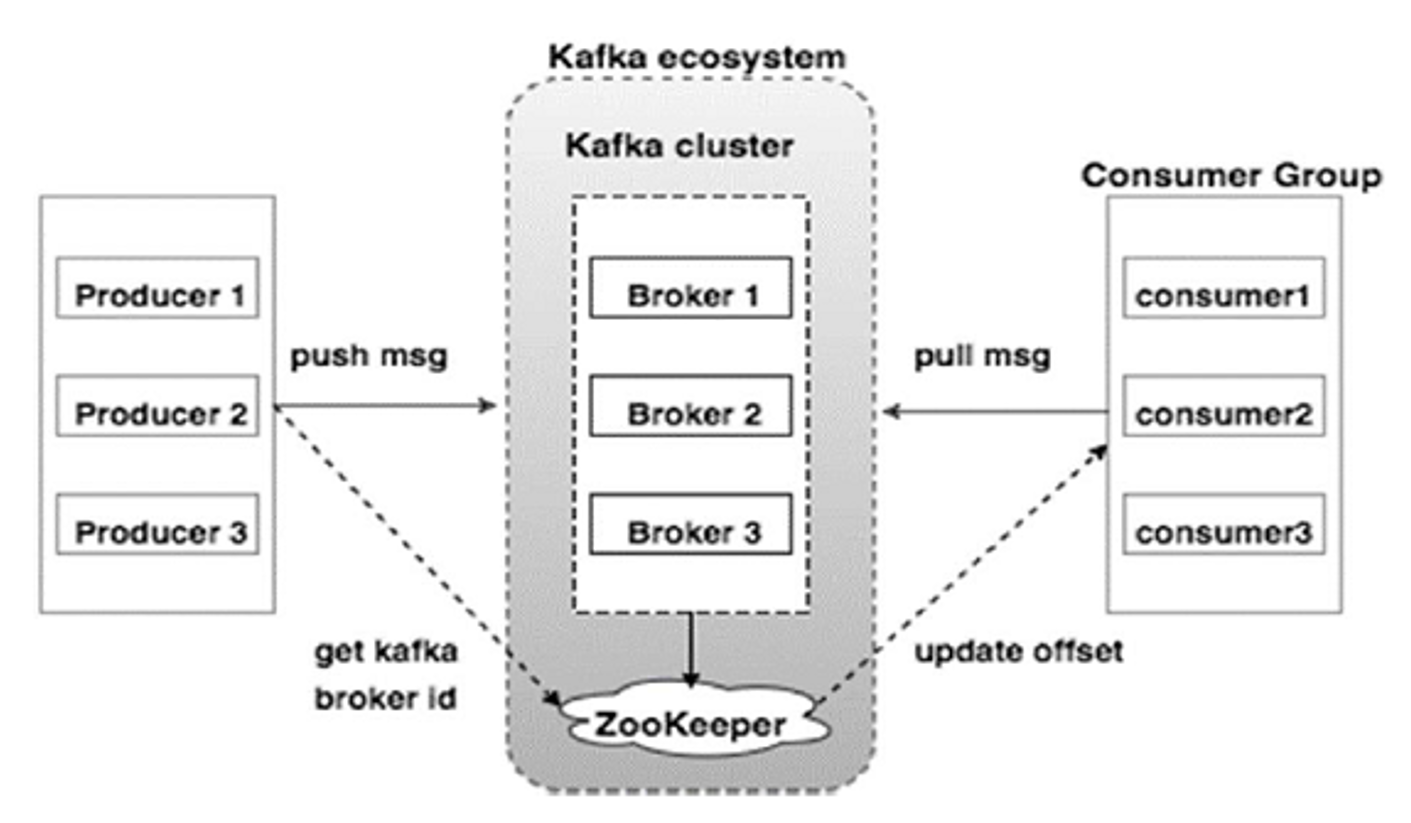 Kafka ecosystem
Kafka cluster
Consumer Group
Producer 1
Producer 2
Producer 3
push msg
get kafka
broker id
Broker 1
Broker 2
Broker 3
ZooKeeper
pull msg
update offset
consumer1
consumer2
consumer3